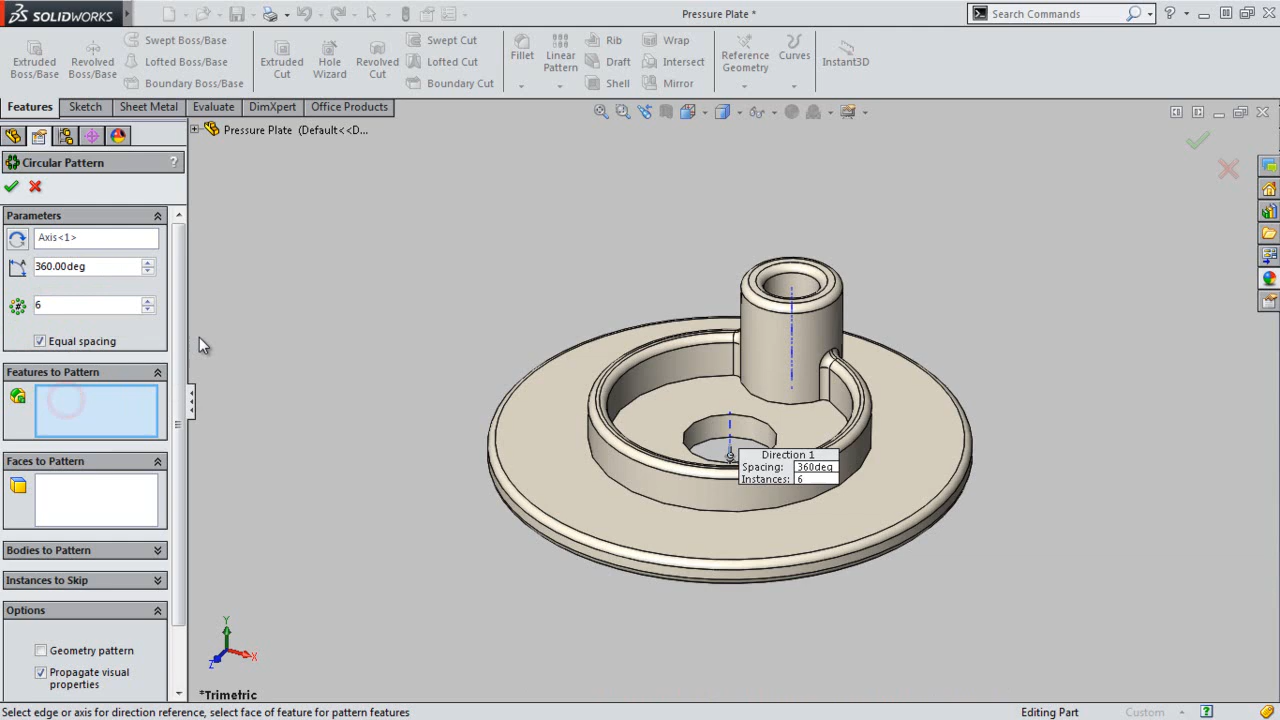 SOLIDWORKS
Pressure Plate *
Search Commands
Extruded Boss/Base
Revolved Boss/Base
Swept Boss/Base
Lofted Boss/Base
Boundary Boss/Base
Extruded Cut
Hole Wizard
Revolved Cut
Swept Cut
Lofted Cut
Boundary Cut
Fillet
Linear Pattern
Rib
Draft
Shell
Wrap
Intersect
Mirror
Reference Geometry
Curves
Instant3D
Features
Sketch
Sheet Metal
Evaluate
DimXpert
Office Products
Pressure Plate (Default<<D...
Circular Pattern
?
Parameters
Axis<1>
360.00deg
6
Equal spacing
Features to Pattern
Faces to Pattern
Bodies to Pattern
Instances to Skip
Options
Geometry pattern
Propagate visual
properties
Direction 1
Spacing: 360deg
Instances: 6
Y
X
Z
*Trimetric
Select edge or axis for direction reference, select face of feature for pattern features
Editing Part
Custom